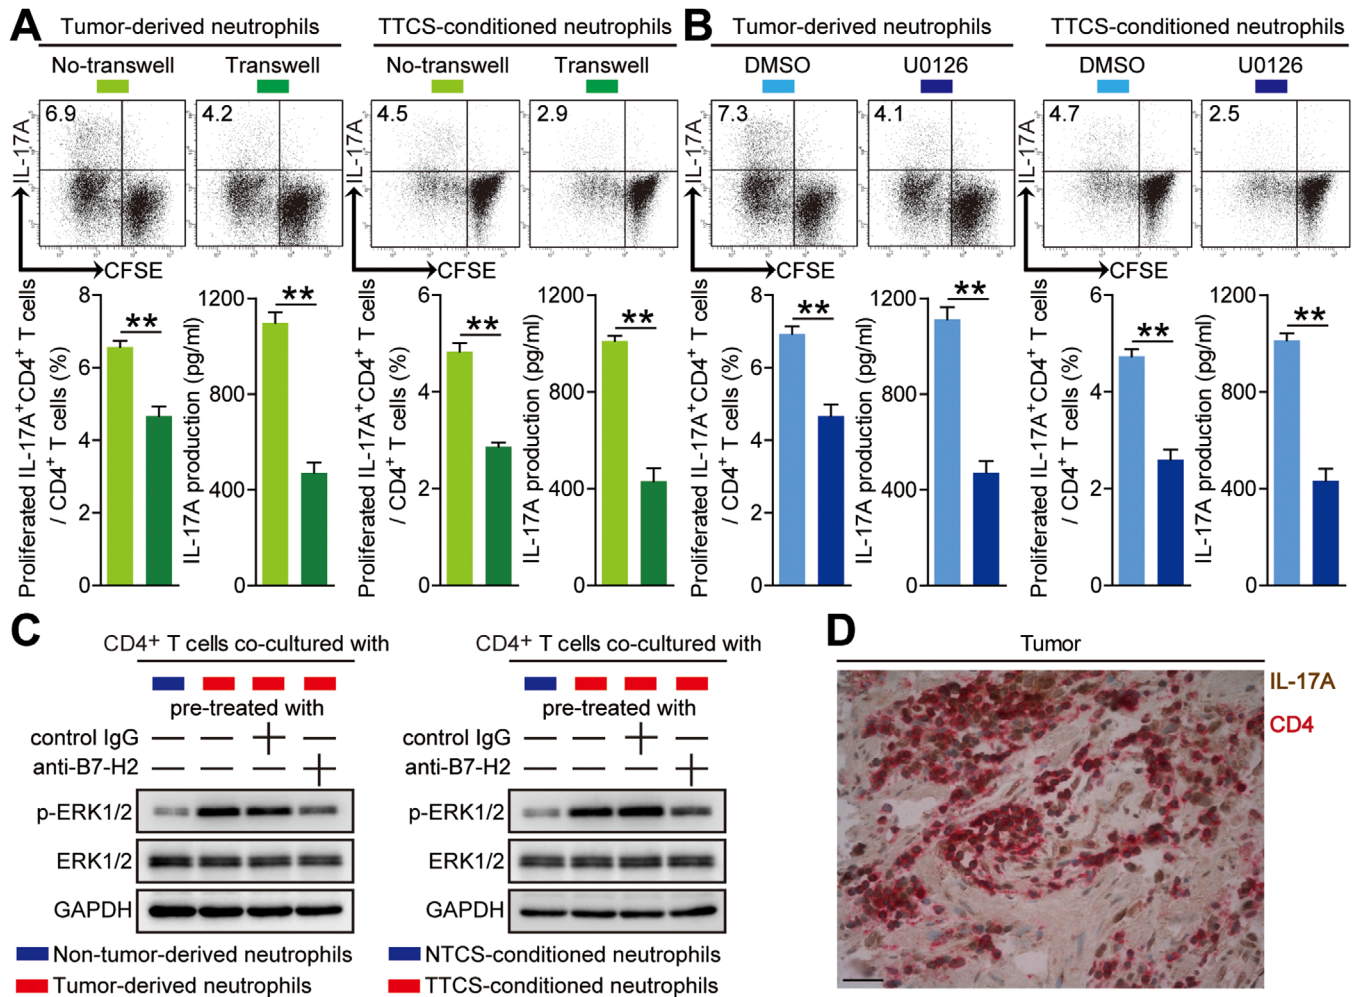 A
Tumor-derived neutrophils
TTCS-conditioned neutrophils
No-transwell
Transwell
No-transwell
Transwell
6.9
4.2
4.5
2.9
IL-17A
IL-17A
CFSE
CFSE
Proliferated IL-17A+CD4+ T cells
/ CD4+ T cells (%)
8
6
4
2
0
**
IL-17A production (pg/ml)
1200
800
400
0
**
Proliferated IL-17A+CD4+ T cells
/ CD4+ T cells (%)
6
4
2
0
**
IL-17A production (pg/ml)
1200
800
400
0
**
B
Tumor-derived neutrophils
TTCS-conditioned neutrophils
DMSO
U0126
DMSO
U0126
7.3
4.1
4.7
2.5
IL-17A
IL-17A
CFSE
CFSE
Proliferated IL-17A+CD4+ T cells
/ CD4+ T cells (%)
8
6
4
2
0
**
IL-17A production (pg/ml)
1200
800
400
0
**
Proliferated IL-17A+CD4+ T cells
/ CD4+ T cells (%)
6
4
2
0
**
IL-17A production (pg/ml)
1200
800
400
0
**
C
CD4+ T cells co-cultured with
pre-treated with
control IgG — — + —
anti-B7-H2 — — — +
p-ERK1/2
ERK1/2
GAPDH
Non-tumor-derived neutrophils
Tumor-derived neutrophils
CD4+ T cells co-cultured with
pre-treated with
control IgG — — + —
anti-B7-H2 — — — +
p-ERK1/2
ERK1/2
GAPDH
NTCS-conditioned neutrophils
TTCS-conditioned neutrophils
D
Tumor
IL-17A
CD4